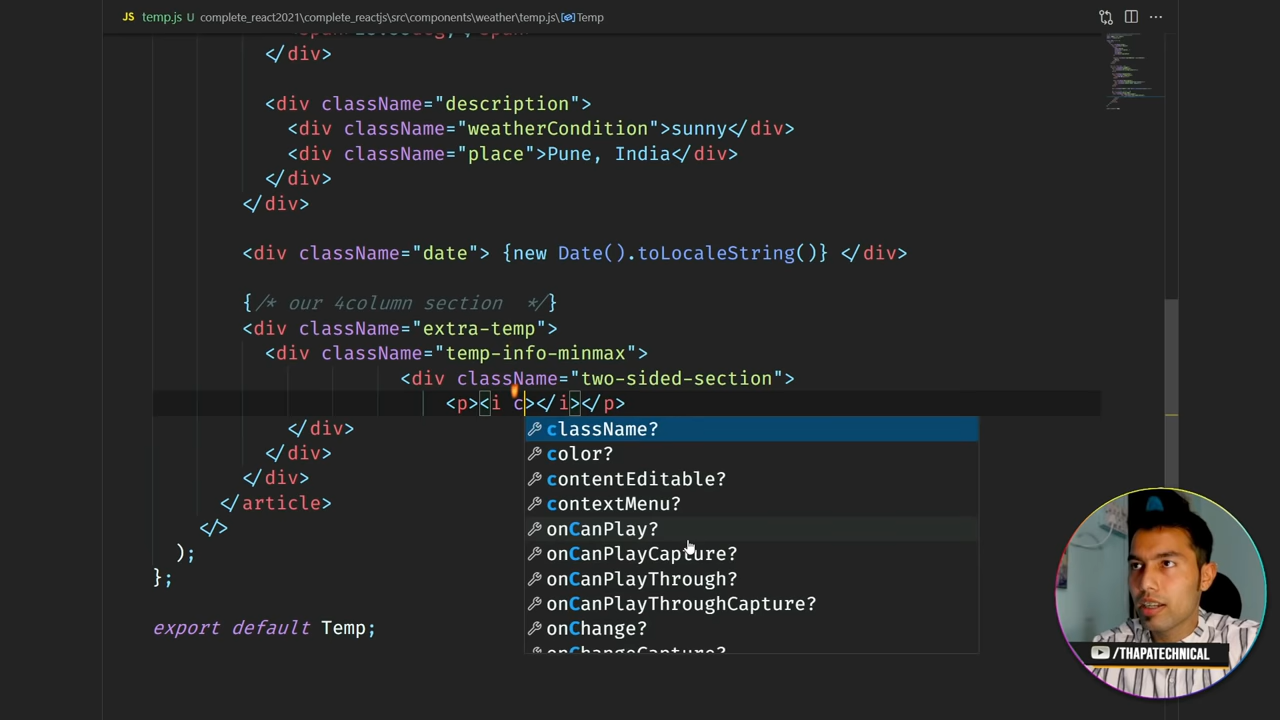 JS temp.js U complete_react2021\complete_reactjs\src\components\weather\temp.js\Temp
</div>
<div className="description">
<div className="weatherCondition">sunny</div>
<div className="place">Pune, India</div>
</div>
</div>
<div className="date"> {new Date().toLocaleString()} </div>
{/* our 4column section */}
<div className="extra-temp">
<div className="temp-info-minmax">
<div className="two-sided-section">
<p><i c></i></p>
</div>
</div>
</div>
</article>
</>
);
};
export default Temp;
className?
color?
contentEditable?
contextMenu?
onCanPlay?
onCanPlayCapture?
onCanPlayThrough?
onCanPlayThroughCapture?
onChange?
onChangeCapture?
/THAPATECHNICAL